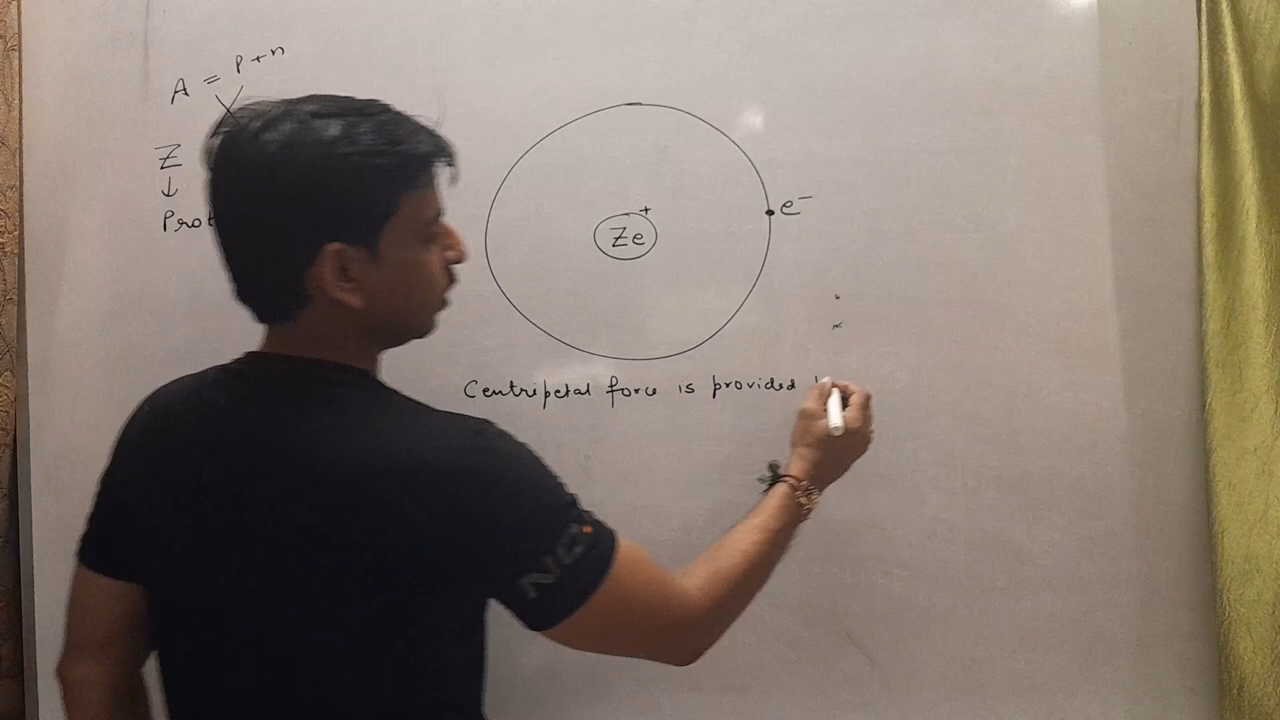 A = P + n
Z
↓
Prot
+
Ze
e⁻
Centripetal force is provided